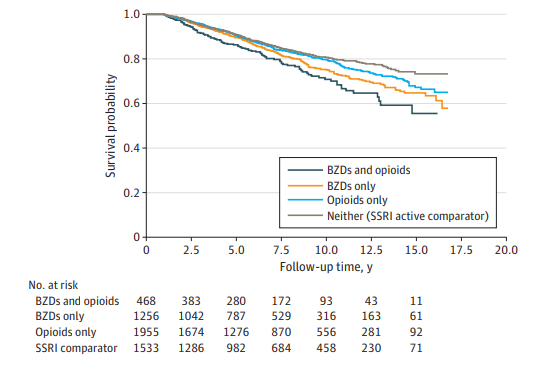 1.0
0.8
0.6
0.4
0.2
0
Survival probability
BZDs and opioids
BZDs only
Opioids only
Neither (SSRI active comparator)
0 2.5 5.0 7.5 10.0 12.5 15.0 17.5 20.0
Follow-up time, y
No. at risk
BZDs and opioids 468 383 280 172 93 43 11
BZDs only 1256 1042 787 529 316 163 61
Opioids only 1955 1674 1276 870 556 281 92
SSRI comparator 1533 1286 982 684 458 230 71